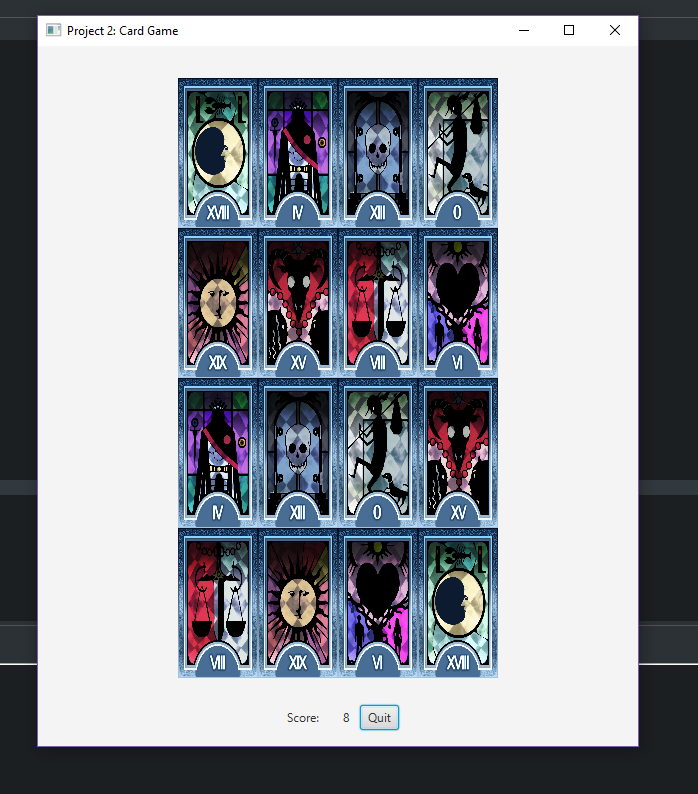 Project 2: Card Game
XVIII IV XIII 0
XIX XV VIII VI
IV XIII 0 XV
VIII XIX VI XVIII
Score: 8 Quit